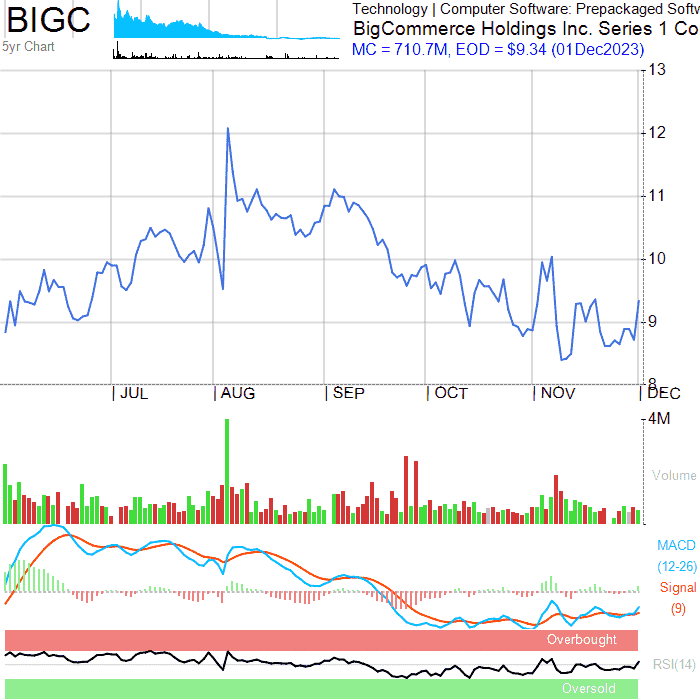 BIGC
5yr Chart
Technology | Computer Software: Prepackaged Softw
BigCommerce Holdings Inc. Series 1 Co
MC = 710.7M, EOD = $9.34 (01Dec2023)
13
12
11
10
9
8
JUL AUG SEP OCT NOV DEC
4M
Volume
MACD
(12-26)
Signal
(9)
Overbought
RSI(14)
Oversold